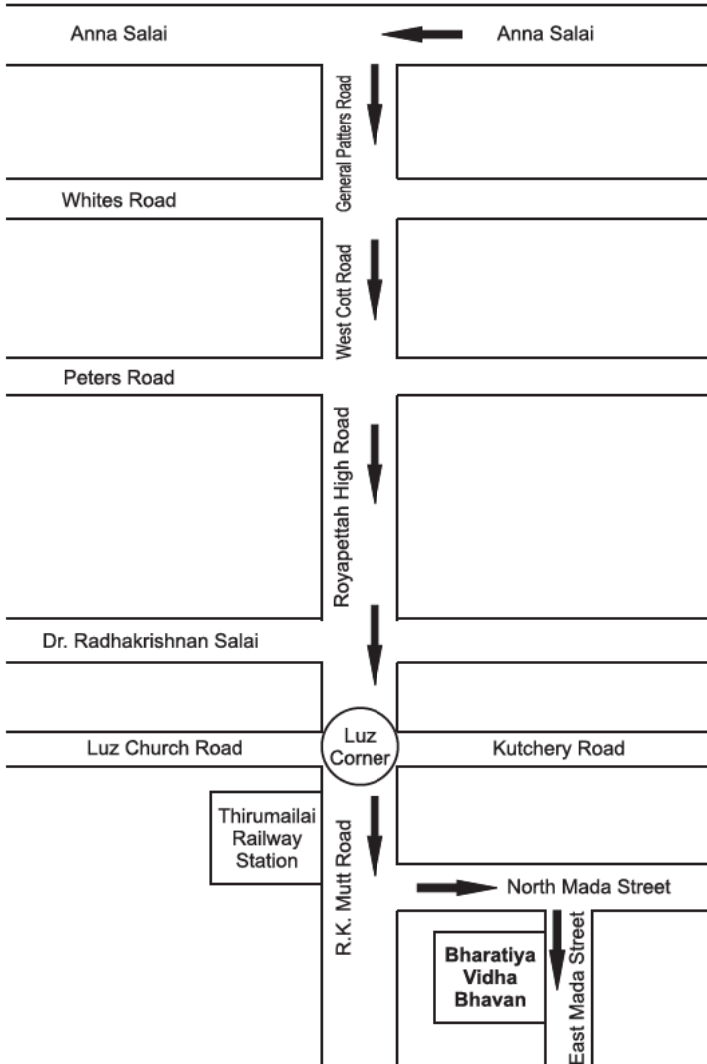 Anna Salai
Anna Salai
General Patters Road
Whites Road
West Cott Road
Peters Road
Royapettah High Road
Dr. Radhakrishnan Salai
Luz
Corner
Luz Church Road
Kutchery Road
Thirumailai
Railway
Station
R.K. Mutt Road
North Mada Street
Bharatiya
Vidha
Bhavan
East Mada Street